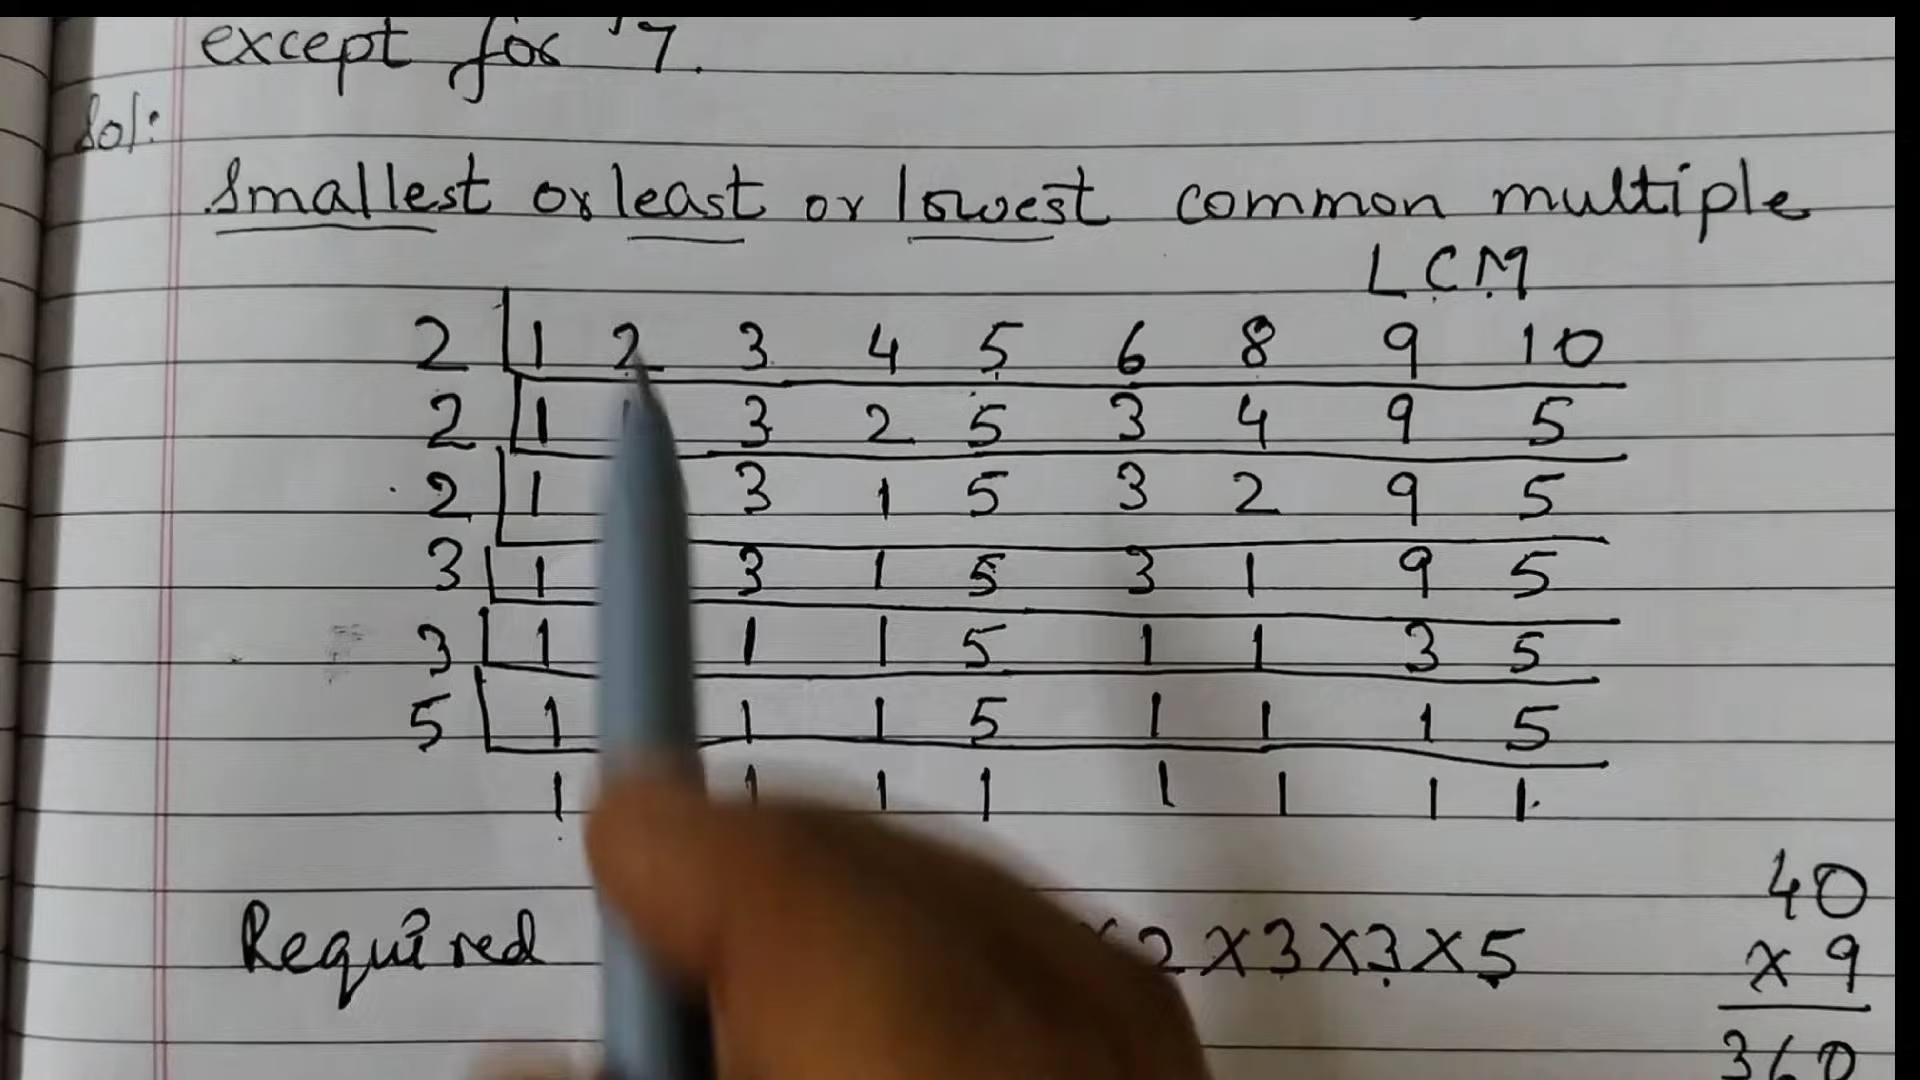 except for 7.
Sol:
Smallest or least or lowest common multiple
LCM
2 1 2 3 4 5 6 8 9 10
2 1 3 2 5 3 4 9 5
2 1 3 1 5 3 2 9 5
3 1 3 1 5 3 1 9 5
3 1 1 1 5 1 1 3 5
5 1 1 1 5 1 1 1 5
1 1 1 1 1 1 1 1
40
Required × 2 × 3 × 3 × 5
× 9
360